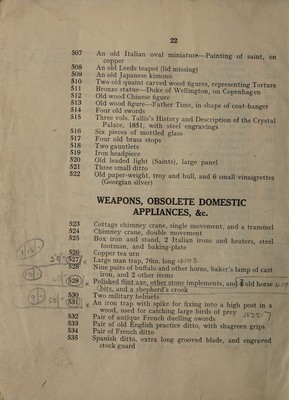 22
507 An old Italian oval miniature—Painting of saint, on
copper
508 An old Leeds teapot (lid missing)
509 An old Japanese kimono
510 Two old quaint carved wood figures, representing Torture
511 Bronze statue—Duke of Wellington, on Copenhagen
512 Old wood Chinese figure
513 Old wood figure—Father Time, in shape of coat-hanger
514 Four old swords
515 Three vols. Tallis's History and Description of the Crystal
Palace, 1851, with steel engravings
516 Six pieces of mottled glass
517 Four old brass stops
518 Two gauntlets
519 Iron headpiece
520 Old leaded light (Saints), large panel
521 Three small ditto
522 Old paper-weight, troy and bull, and 6 small vinaigrettes
(Georgian silver)
WEAPONS, OBSOLETE DOMESTIC
APPLIANCES, &c.
523 Cottage chimney crane, single movement, and a trammel
524 Chimney crane, double movement
525 Box iron and stand, 2 Italian irons and heaters, steel
footman, and baking-plate
526 Copper tea urn
527 Large man trap, 76in. long
528 Nine pairs of buffalo and other horns, baker's lamp of cast
iron, and 2 other items
529 Polished flint axe, other stone implements, and old horse
bits, and a shepherd's crook
530 Two military helmets
531 An iron trap with spike for fixing into a high post in a
wood, used for catching large birds of prey
532 Pair of antique French duelling swords
533 Pair of old English practice ditto, with shagreen grips
534 Pair of French ditto
535 Spanish ditto, extra long grooved blade, and engraved
stock guard